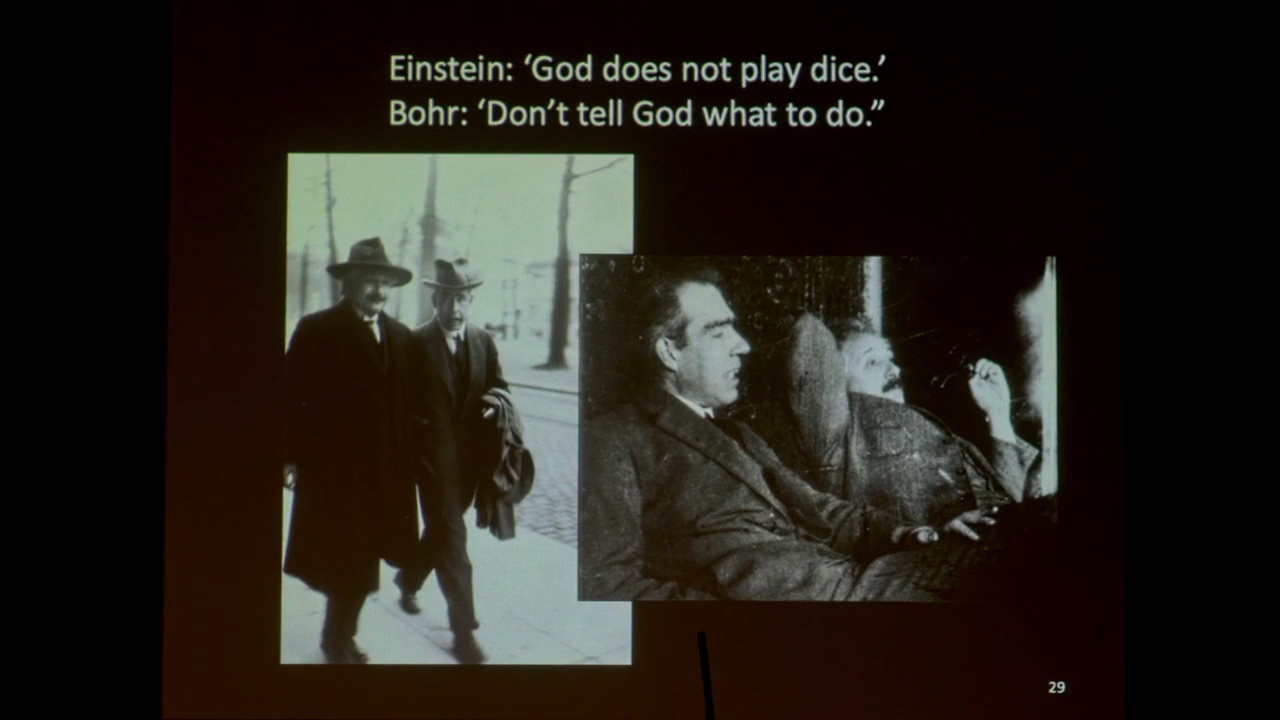 Einstein: ‘God does not play dice.’
Bohr: ‘Don’t tell God what to do.”
29